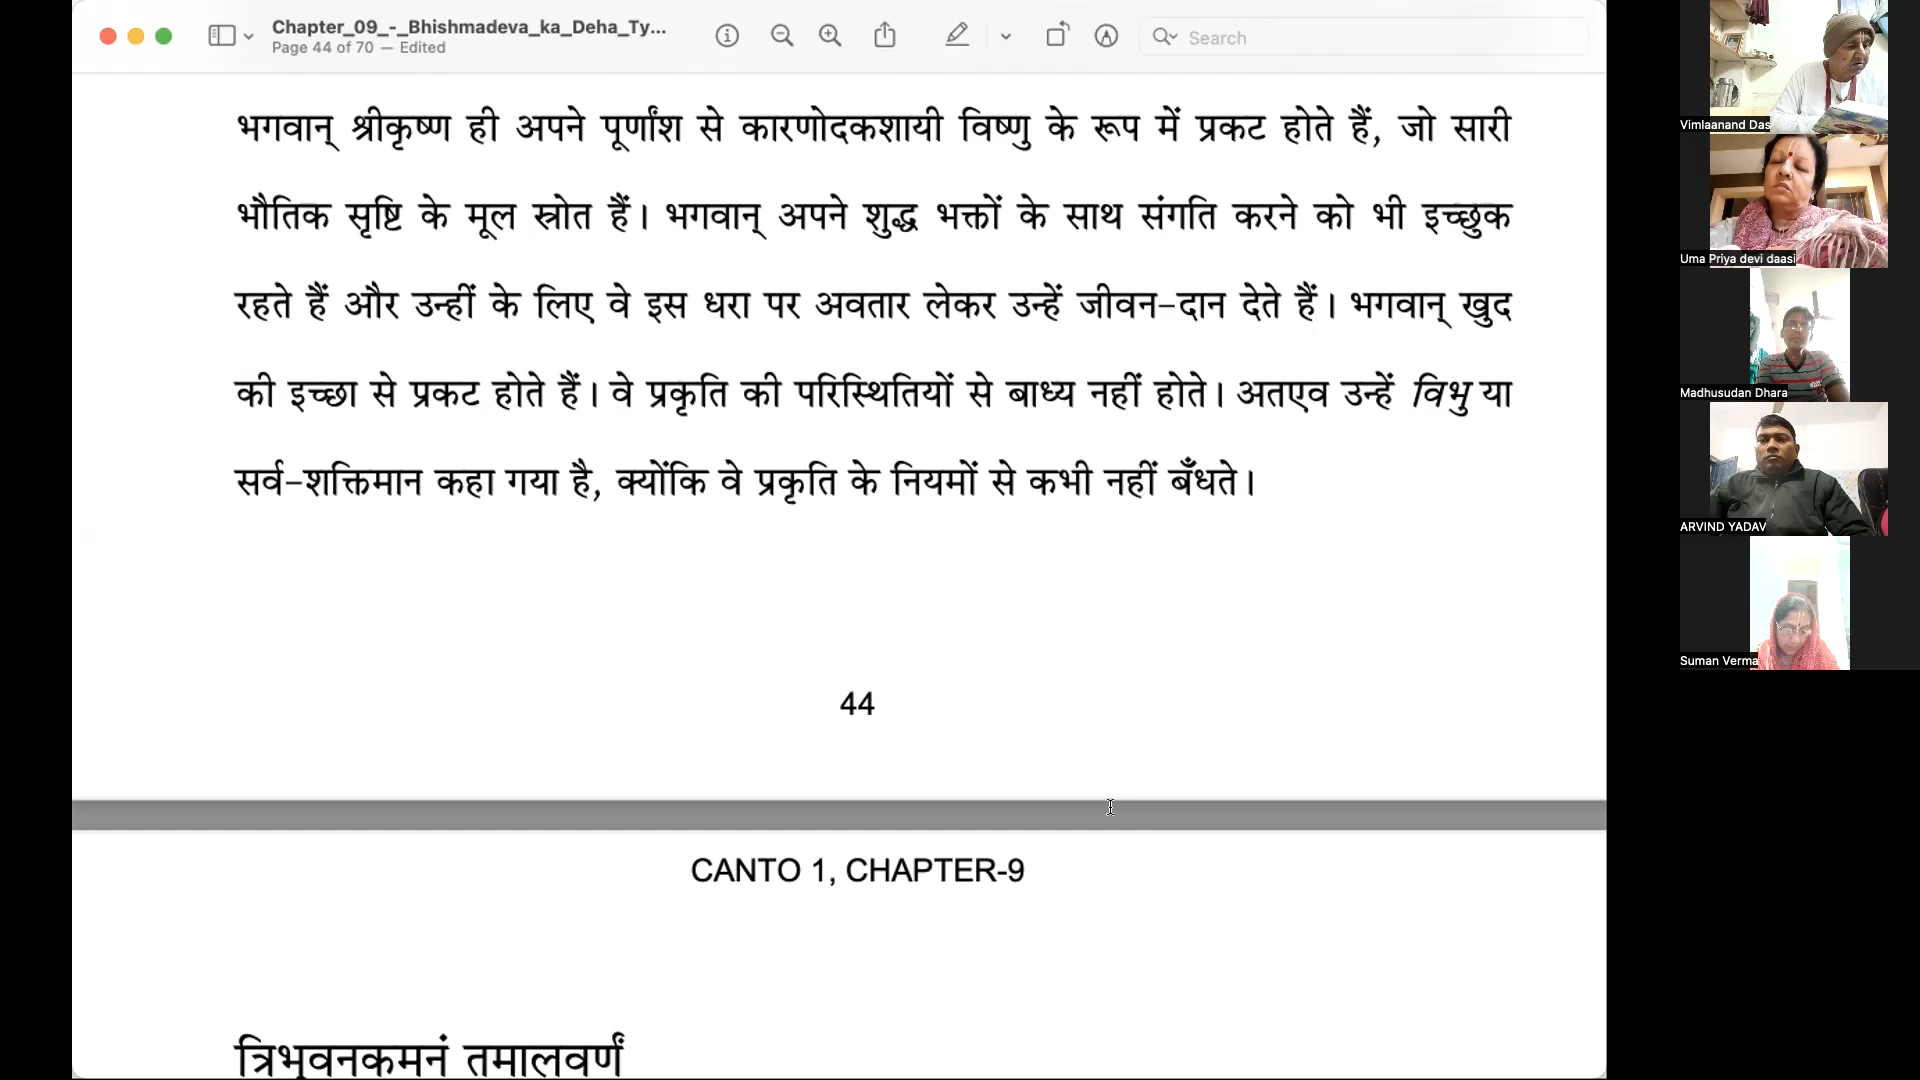 Chapter_09_-_Bhishmadeva_ka_Deha_Ty...
Page 44 of 70 — Edited
Search
भगवान् श्रीकृष्ण ही अपने पूर्णांश से कारणोदकशायी विष्णु के रूप में प्रकट होते हैं, जो सारी
भौतिक सृष्टि के मूल स्रोत हैं। भगवान् अपने शुद्ध भक्तों के साथ संगति करने को भी इच्छुक
रहते हैं और उन्हीं के लिए वे इस धरा पर अवतार लेकर उन्हें जीवन–दान देते हैं। भगवान् खुद
की इच्छा से प्रकट होते हैं। वे प्रकृति की परिस्थितियों से बाध्य नहीं होते। अतएव उन्हें विभु या
सर्व–शक्तिमान कहा गया है, क्योंकि वे प्रकृति के नियमों से कभी नहीं बँधते।
44
CANTO 1, CHAPTER-9
त्रिभुवनकमनं तमालवर्णं
Vimlaanand Das
Uma Priya devi daasi
Madhusudan Dhara
ARVIND YADAV
Suman Verma